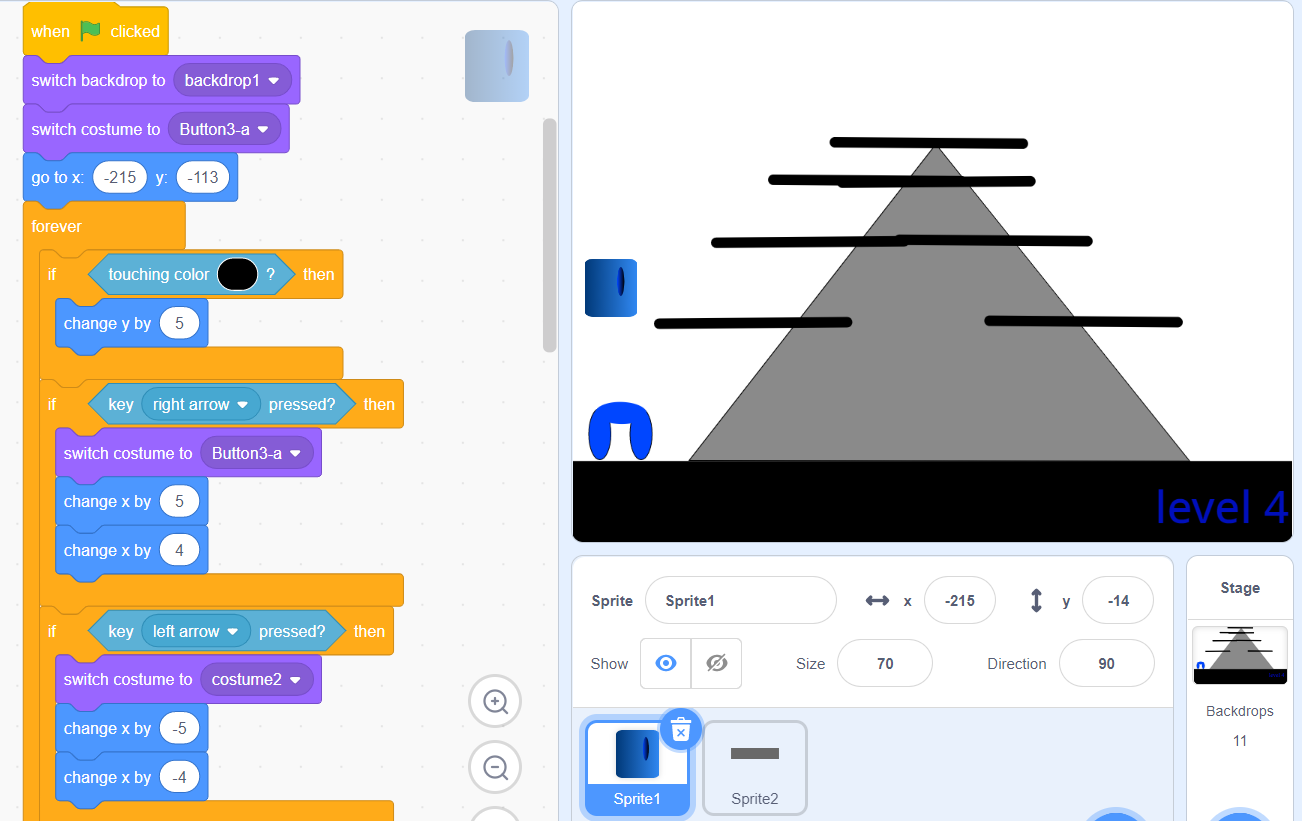 when clicked
switch backdrop to backdrop1
switch costume to Button3-a
go to x: -215 y: -113
forever
if touching color ? then
change y by 5
if key right arrow pressed? then
switch costume to Button3-a
change x by 5
change x by 4
if key left arrow pressed? then
switch costume to costume2
change x by -5
change x by -4
level 4
Sprite Sprite1 x -215 y -14
Show Size 70 Direction 90
Sprite1
Sprite2
Stage
Backdrops
11